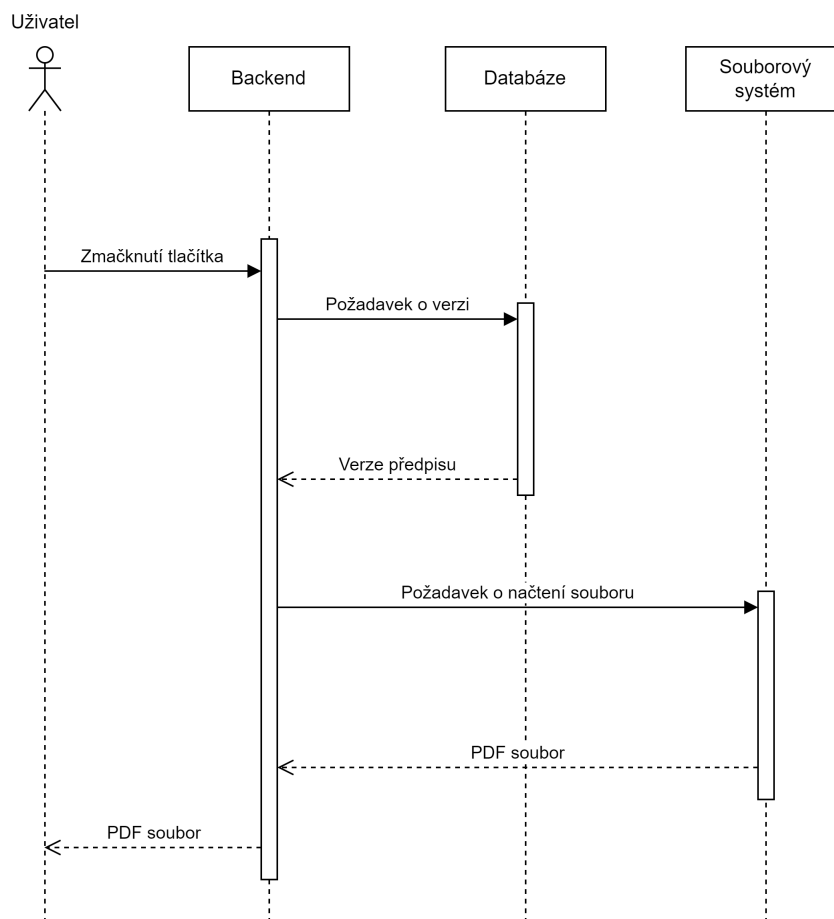 Uživatel
Backend
Databáze
Souborový
systém
Zmačknutí tlačítka
Požadavek o verzi
Verze předpisu
Požadavek o načtení souboru
PDF soubor
PDF soubor